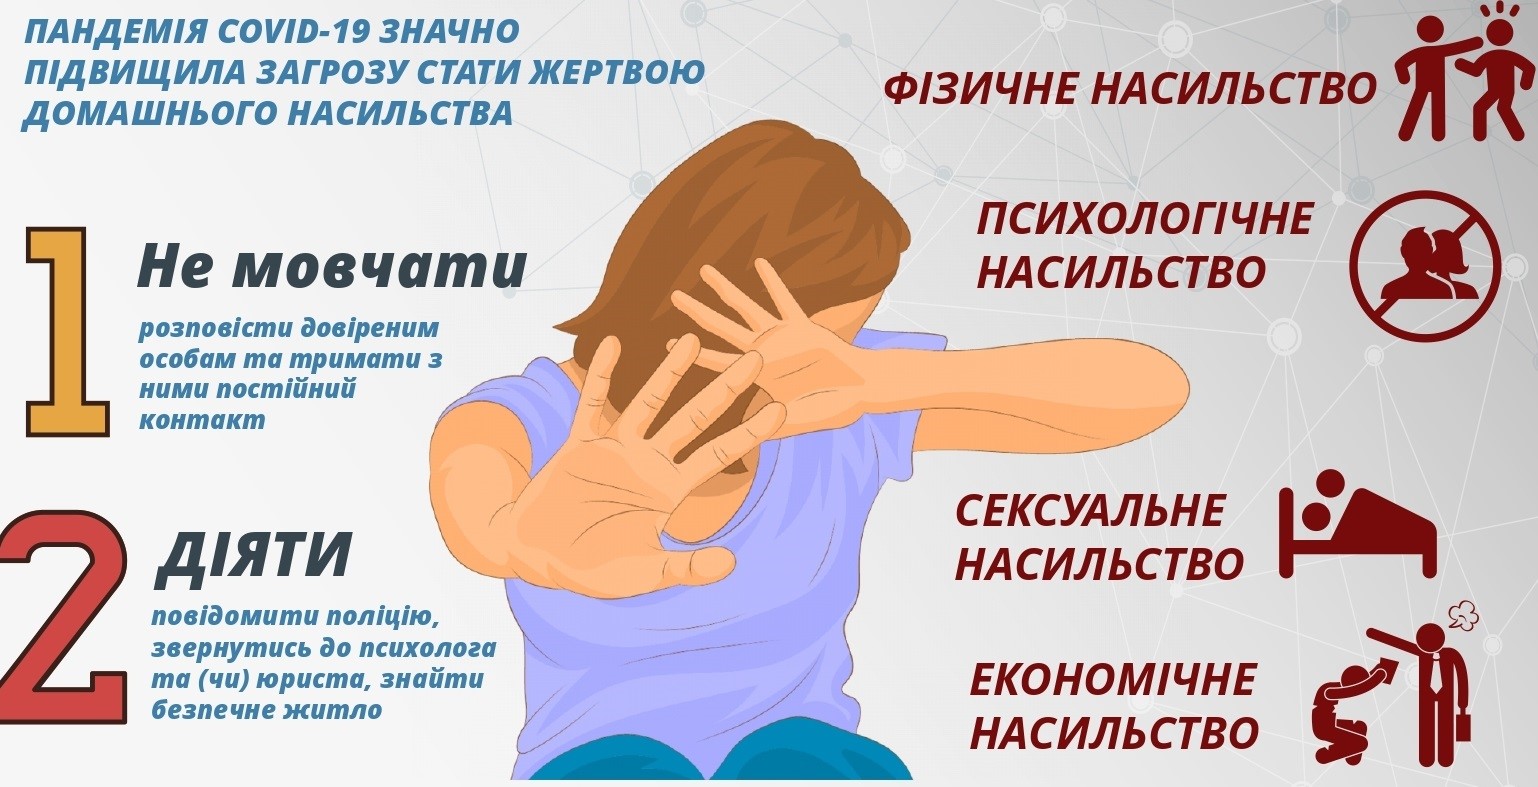 ПАНДЕМІЯ COVID-19 ЗНАЧНО
ПІДВИЩИЛА ЗАГРОЗУ СТАТИ ЖЕРТВОЮ
ДОМАШНЬОГО НАСИЛЬСТВА
1
Не мовчати
розповісти довіреним
особам та тримати з
ними постійний
контакт
2
ДІЯТИ
повідомити поліцію,
звернутись до психолога
та (чи) юриста, знайти
безпечне житло
ФІЗИЧНЕ НАСИЛЬСТВО
ПСИХОЛОГІЧНЕ
НАСИЛЬСТВО
СЕКСУАЛЬНЕ
НАСИЛЬСТВО
ЕКОНОМІЧНЕ
НАСИЛЬСТВО